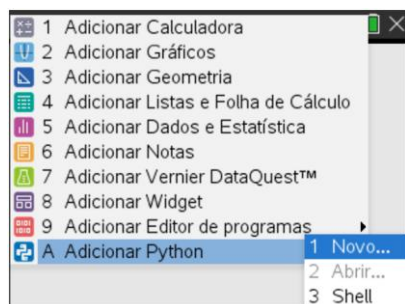 1 Adicionar Calculadora
2 Adicionar Gráficos
3 Adicionar Geometria
4 Adicionar Listas e Folha de Cálculo
5 Adicionar Dados e Estatística
6 Adicionar Notas
7 Adicionar Vernier DataQuest™
8 Adicionar Widget
9 Adicionar Editor de programas
A Adicionar Python
1 Novo...
2 Abrir...
3 Shell